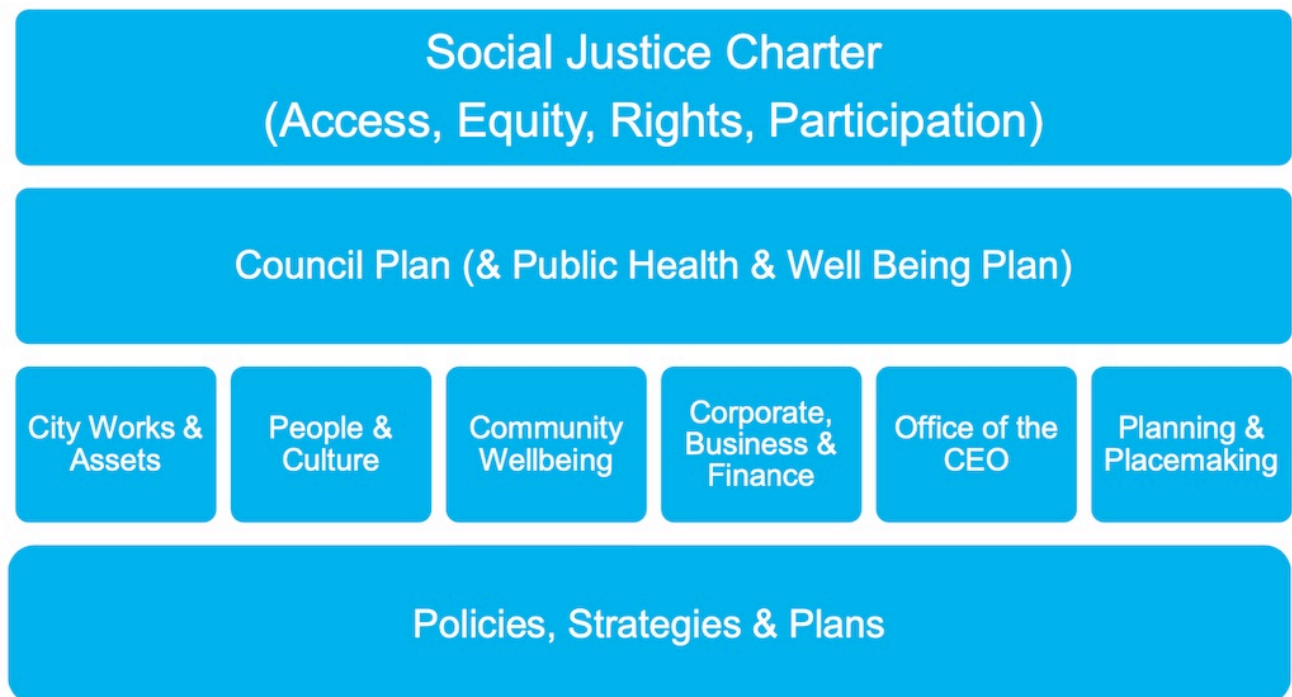 Social Justice Charter
(Access, Equity, Rights, Participation)
Council Plan (& Public Health & Well Being Plan)
City Works &
Assets
People &
Culture
Community
Wellbeing
Corporate,
Business &
Finance
Office of the
CEO
Planning &
Placemaking
Policies, Strategies & Plans